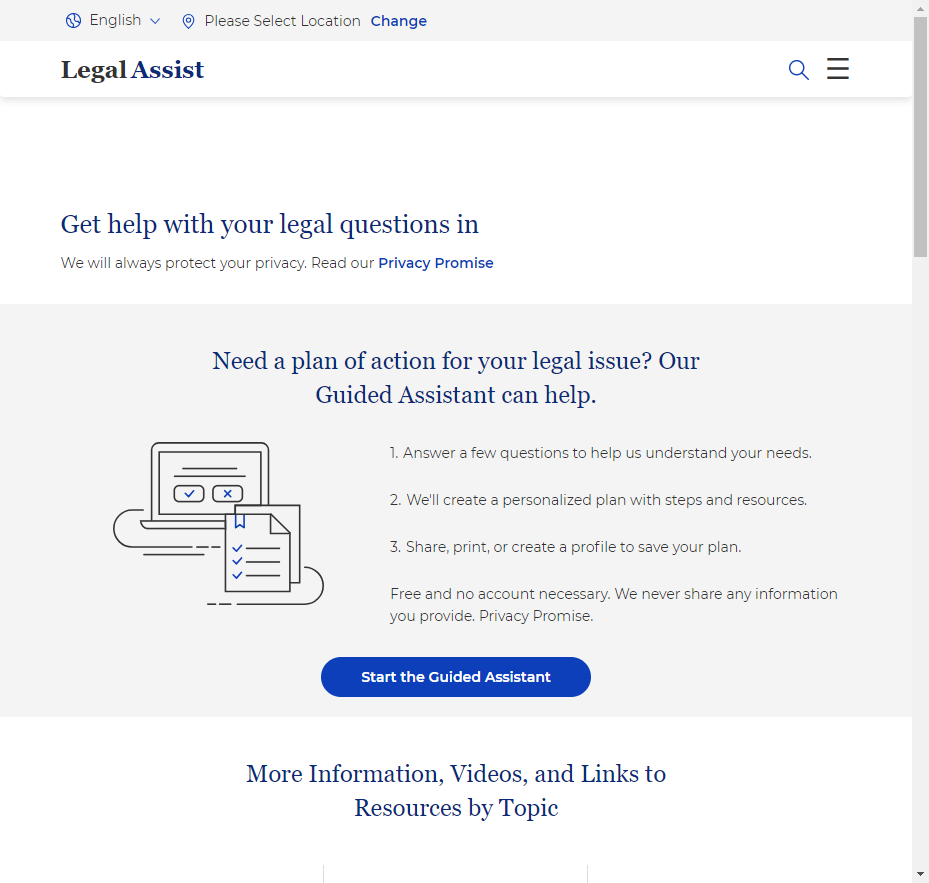 English Please Select Location Change
Legal Assist
Get help with your legal questions in
We will always protect your privacy. Read our Privacy Promise
Need a plan of action for your legal issue? Our
Guided Assistant can help.
1. Answer a few questions to help us understand your needs.
2. We'll create a personalized plan with steps and resources.
3. Share, print, or create a profile to save your plan.
Free and no account necessary. We never share any information
you provide. Privacy Promise.
Start the Guided Assistant
More Information, Videos, and Links to
Resources by Topic